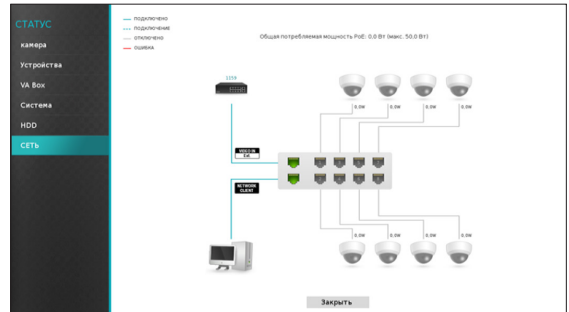 СТАТУС
камера
Устройства
VA Box
Система
HDD
СЕТЬ
ПОДКЛЮЧЕНО
ПОДКЛЮЧЕНИЕ
ОТКЛЮЧЕНО
ОШИБКА
Общая потребляемая мощность PoE: 0,0 Вт (макс. 50,0 Вт)
0.0W 0.0W 0.0W 0.0W
VIDEO IN
Ext.
NETWORK
CLIENT
0.0W 0.0W 0.0W 0.0W
Закрыть